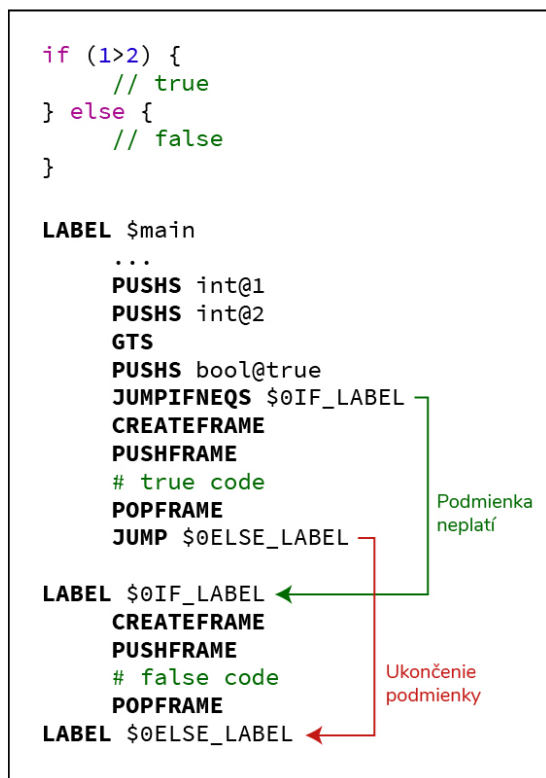 if (1>2) {
// true
} else {
// false
}
LABEL $main
...
PUSHS int@1
PUSHS int@2
GTS
PUSHS bool@true
JUMPIFNEQS $0IF_LABEL
CREATEFRAME
PUSHFRAME
# true code
POPFRAME
JUMP $0ELSE_LABEL
Podmienka
neplatí
LABEL $0IF_LABEL
CREATEFRAME
PUSHFRAME
# false code
POPFRAME
LABEL $0ELSE_LABEL
Ukončenie
podmienky